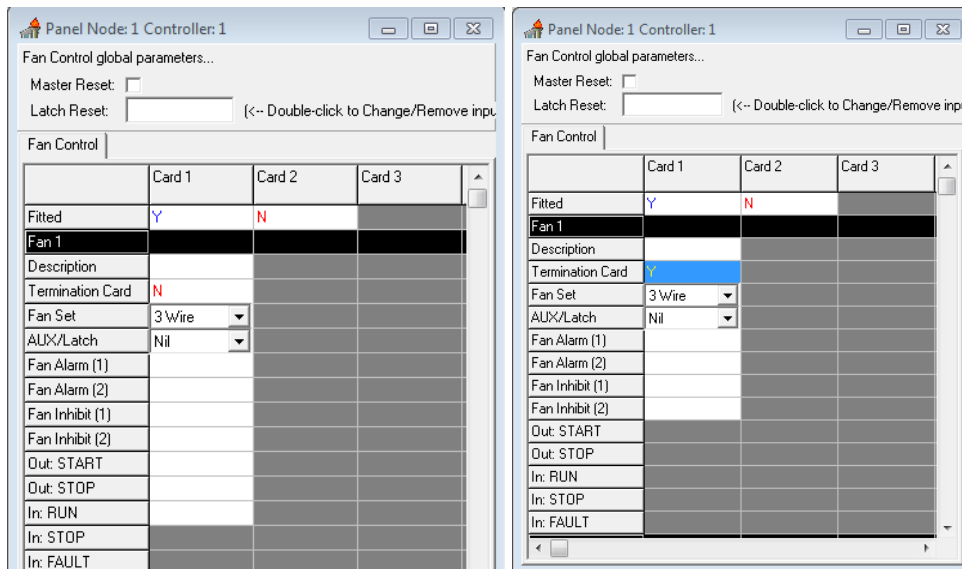 Panel Node: 1 Controller: 1
Fan Control global parameters...
Master Reset:
Latch Reset: (<-- Double-click to Change/Remove inpu
Fan Control
Card 1 Card 2 Card 3
Fitted Y N
Fan 1
Description
Termination Card N
Fan Set 3 Wire
AUX/Latch Nil
Fan Alarm (1)
Fan Alarm (2)
Fan Inhibit (1)
Fan Inhibit (2)
Out: START
Out: STOP
In: RUN
In: STOP
In: FAULT
Panel Node: 1 Controller: 1
Fan Control global parameters...
Master Reset:
Latch Reset: (<-- Double-click to Change/Remove inp
Fan Control
Card 1 Card 2 Card 3
Fitted Y N
Fan 1
Description
Termination Card Y
Fan Set 3 Wire
AUX/Latch Nil
Fan Alarm (1)
Fan Alarm (2)
Fan Inhibit (1)
Fan Inhibit (2)
Out: START
Out: STOP
In: RUN
In: STOP
In: FAULT